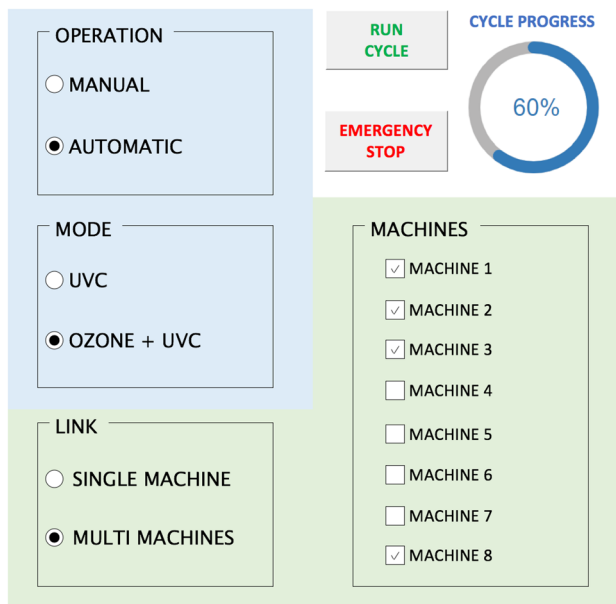 OPERATION
MANUAL
AUTOMATIC
RUN
CYCLE
EMERGENCY
STOP
CYCLE PROGRESS
60%
MODE
UVC
OZONE + UVC
LINK
SINGLE MACHINE
MULTI MACHINES
MACHINES
MACHINE 1
MACHINE 2
MACHINE 3
MACHINE 4
MACHINE 5
MACHINE 6
MACHINE 7
MACHINE 8